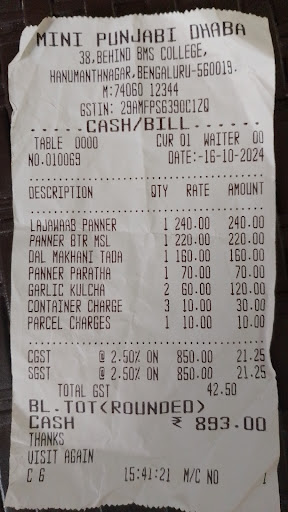 MINI PUNJABI DHABA
38,BEHIND BMS COLLEGE,
HANUMANTHNAGAR,BENGALURU-560019.
M:74060 12344
GSTIN: 29AMFPS6390C1ZQ
.....CASH/BILL......
TABLE 0000 CUR 01 WAITER 00
NO.010069 DATE:-16-10-2024
DESCRIPTION QTY RATE AMOUNT
LAJAWAAB PANNER 1 240.00 240.00
PANNER BTR MSL 1 220.00 220.00
DAL MAKHANI TADA 1 160.00 160.00
PANNER PARATHA 1 70.00 70.00
GARLIC KULCHA 2 60.00 120.00
CONTAINER CHARGE 3 10.00 30.00
PARCEL CHARGES 1 10.00 10.00
CGST @ 2.50% ON 850.00 21.25
SGST @ 2.50% ON 850.00 21.25
TOTAL GST 42.50
BL.TOT(ROUNDED)
CASH ₹ 893.00
THANKS
VISIT AGAIN
C 6 15:41:21 M/C NO 1